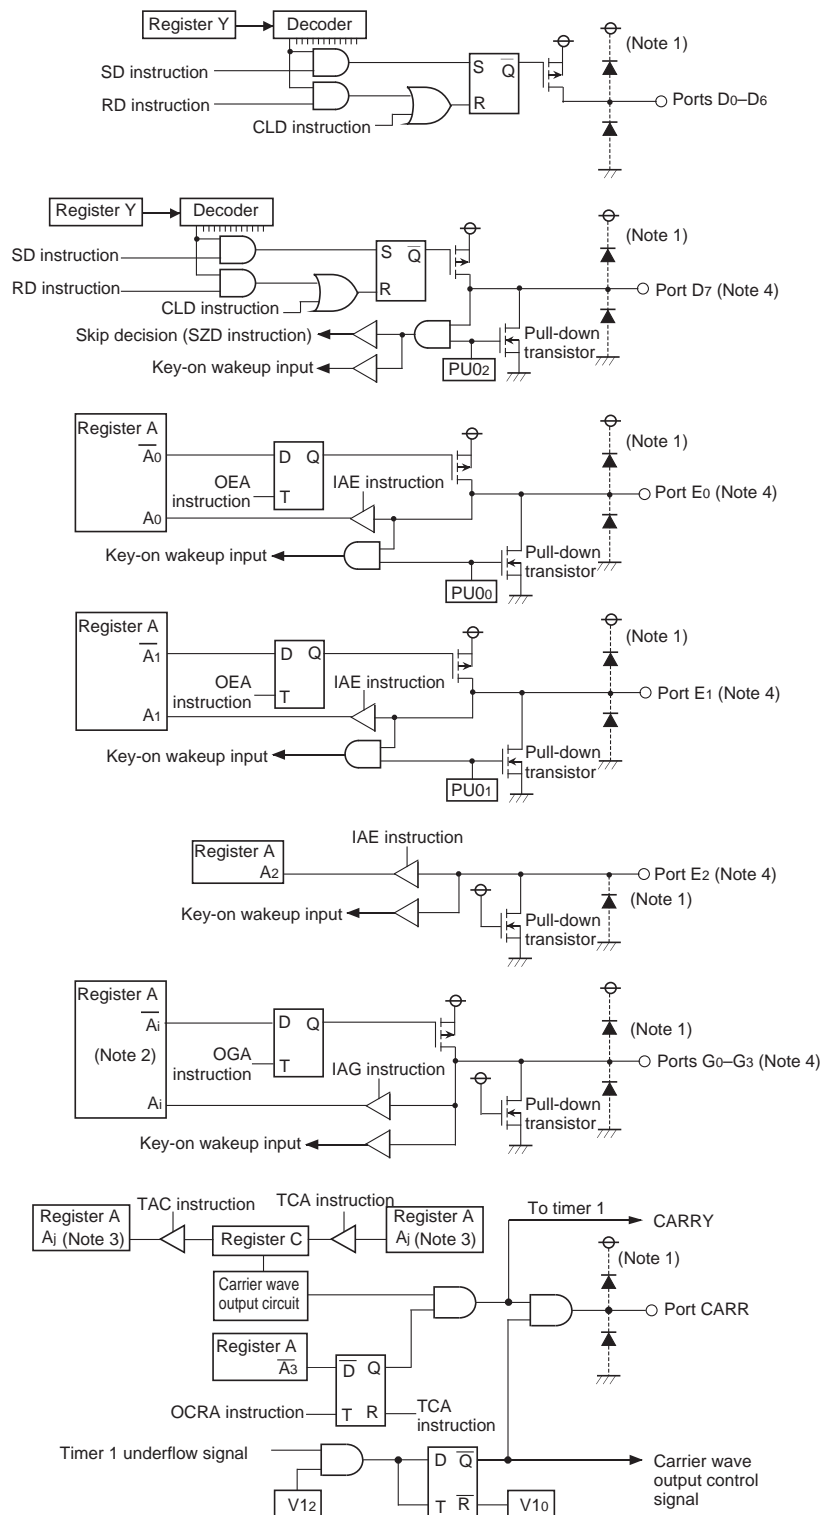 Register Y
Decoder
(Note 1)
SD instruction
S
Q
RD instruction
R
Ports D0–D6
CLD instruction
Register Y
Decoder
(Note 1)
SD instruction
S
Q
RD instruction
R
Port D7 (Note 4)
CLD instruction
Skip decision (SZD instruction)
Pull-down
transistor
Key-on wakeup input
PU02
Register A
A0
D
Q
(Note 1)
OEA
instruction
T
IAE instruction
Port E0 (Note 4)
A0
Key-on wakeup input
Pull-down
transistor
PU00
Register A
A1
D
Q
(Note 1)
OEA
instruction
T
IAE instruction
Port E1 (Note 4)
A1
Key-on wakeup input
Pull-down
transistor
PU01
IAE instruction
Register A
A2
Port E2 (Note 4)
(Note 1)
Key-on wakeup input
Pull-down
transistor
Register A
Ai
D
Q
(Note 1)
(Note 2)
OGA
instruction
T
IAG instruction
Ports G0–G3 (Note 4)
Ai
Pull-down
transistor
Key-on wakeup input
TAC instruction
TCA instruction
To timer 1
CARRY
Register A
Aj (Note 3)
Register C
Register A
Aj (Note 3)
(Note 1)
Carrier wave
output circuit
Port CARR
Register A
A3
D
Q
OCRA instruction
T
R
TCA
instruction
Timer 1 underflow signal
D
Q
Carrier wave
output control
signal
V12
T
R
V10